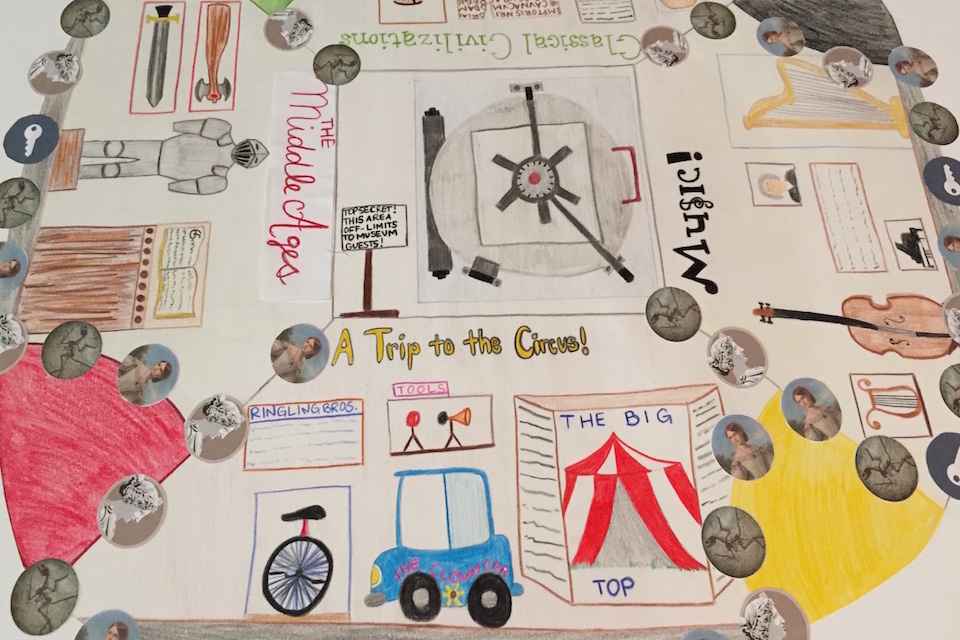 Classical Civilizations
THE
Middle Ages
TOP SECRET!
THIS AREA
OFF-LIMITS
TO MUSEUM
GUESTS!
Music!
A Trip to the Circus!
RINGLING BROS.
TOOLS
THE BIG
TOP
THE CLOWN CAR